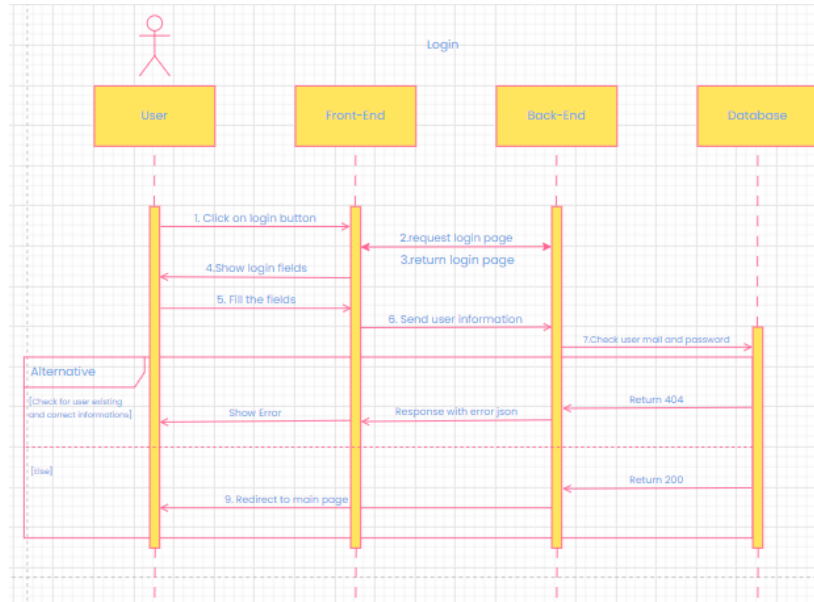 Login
User
Front-End
Back-End
Database
1. Click on login button
2.request login page
3.return login page
4.Show login fields
5. Fill the fields
6. Send user information
7.Check user mail and password
Alternative
[Check for user existing
and correct informations]
Return 404
Response with error json
Show Error
[Else]
Return 200
9. Redirect to main page